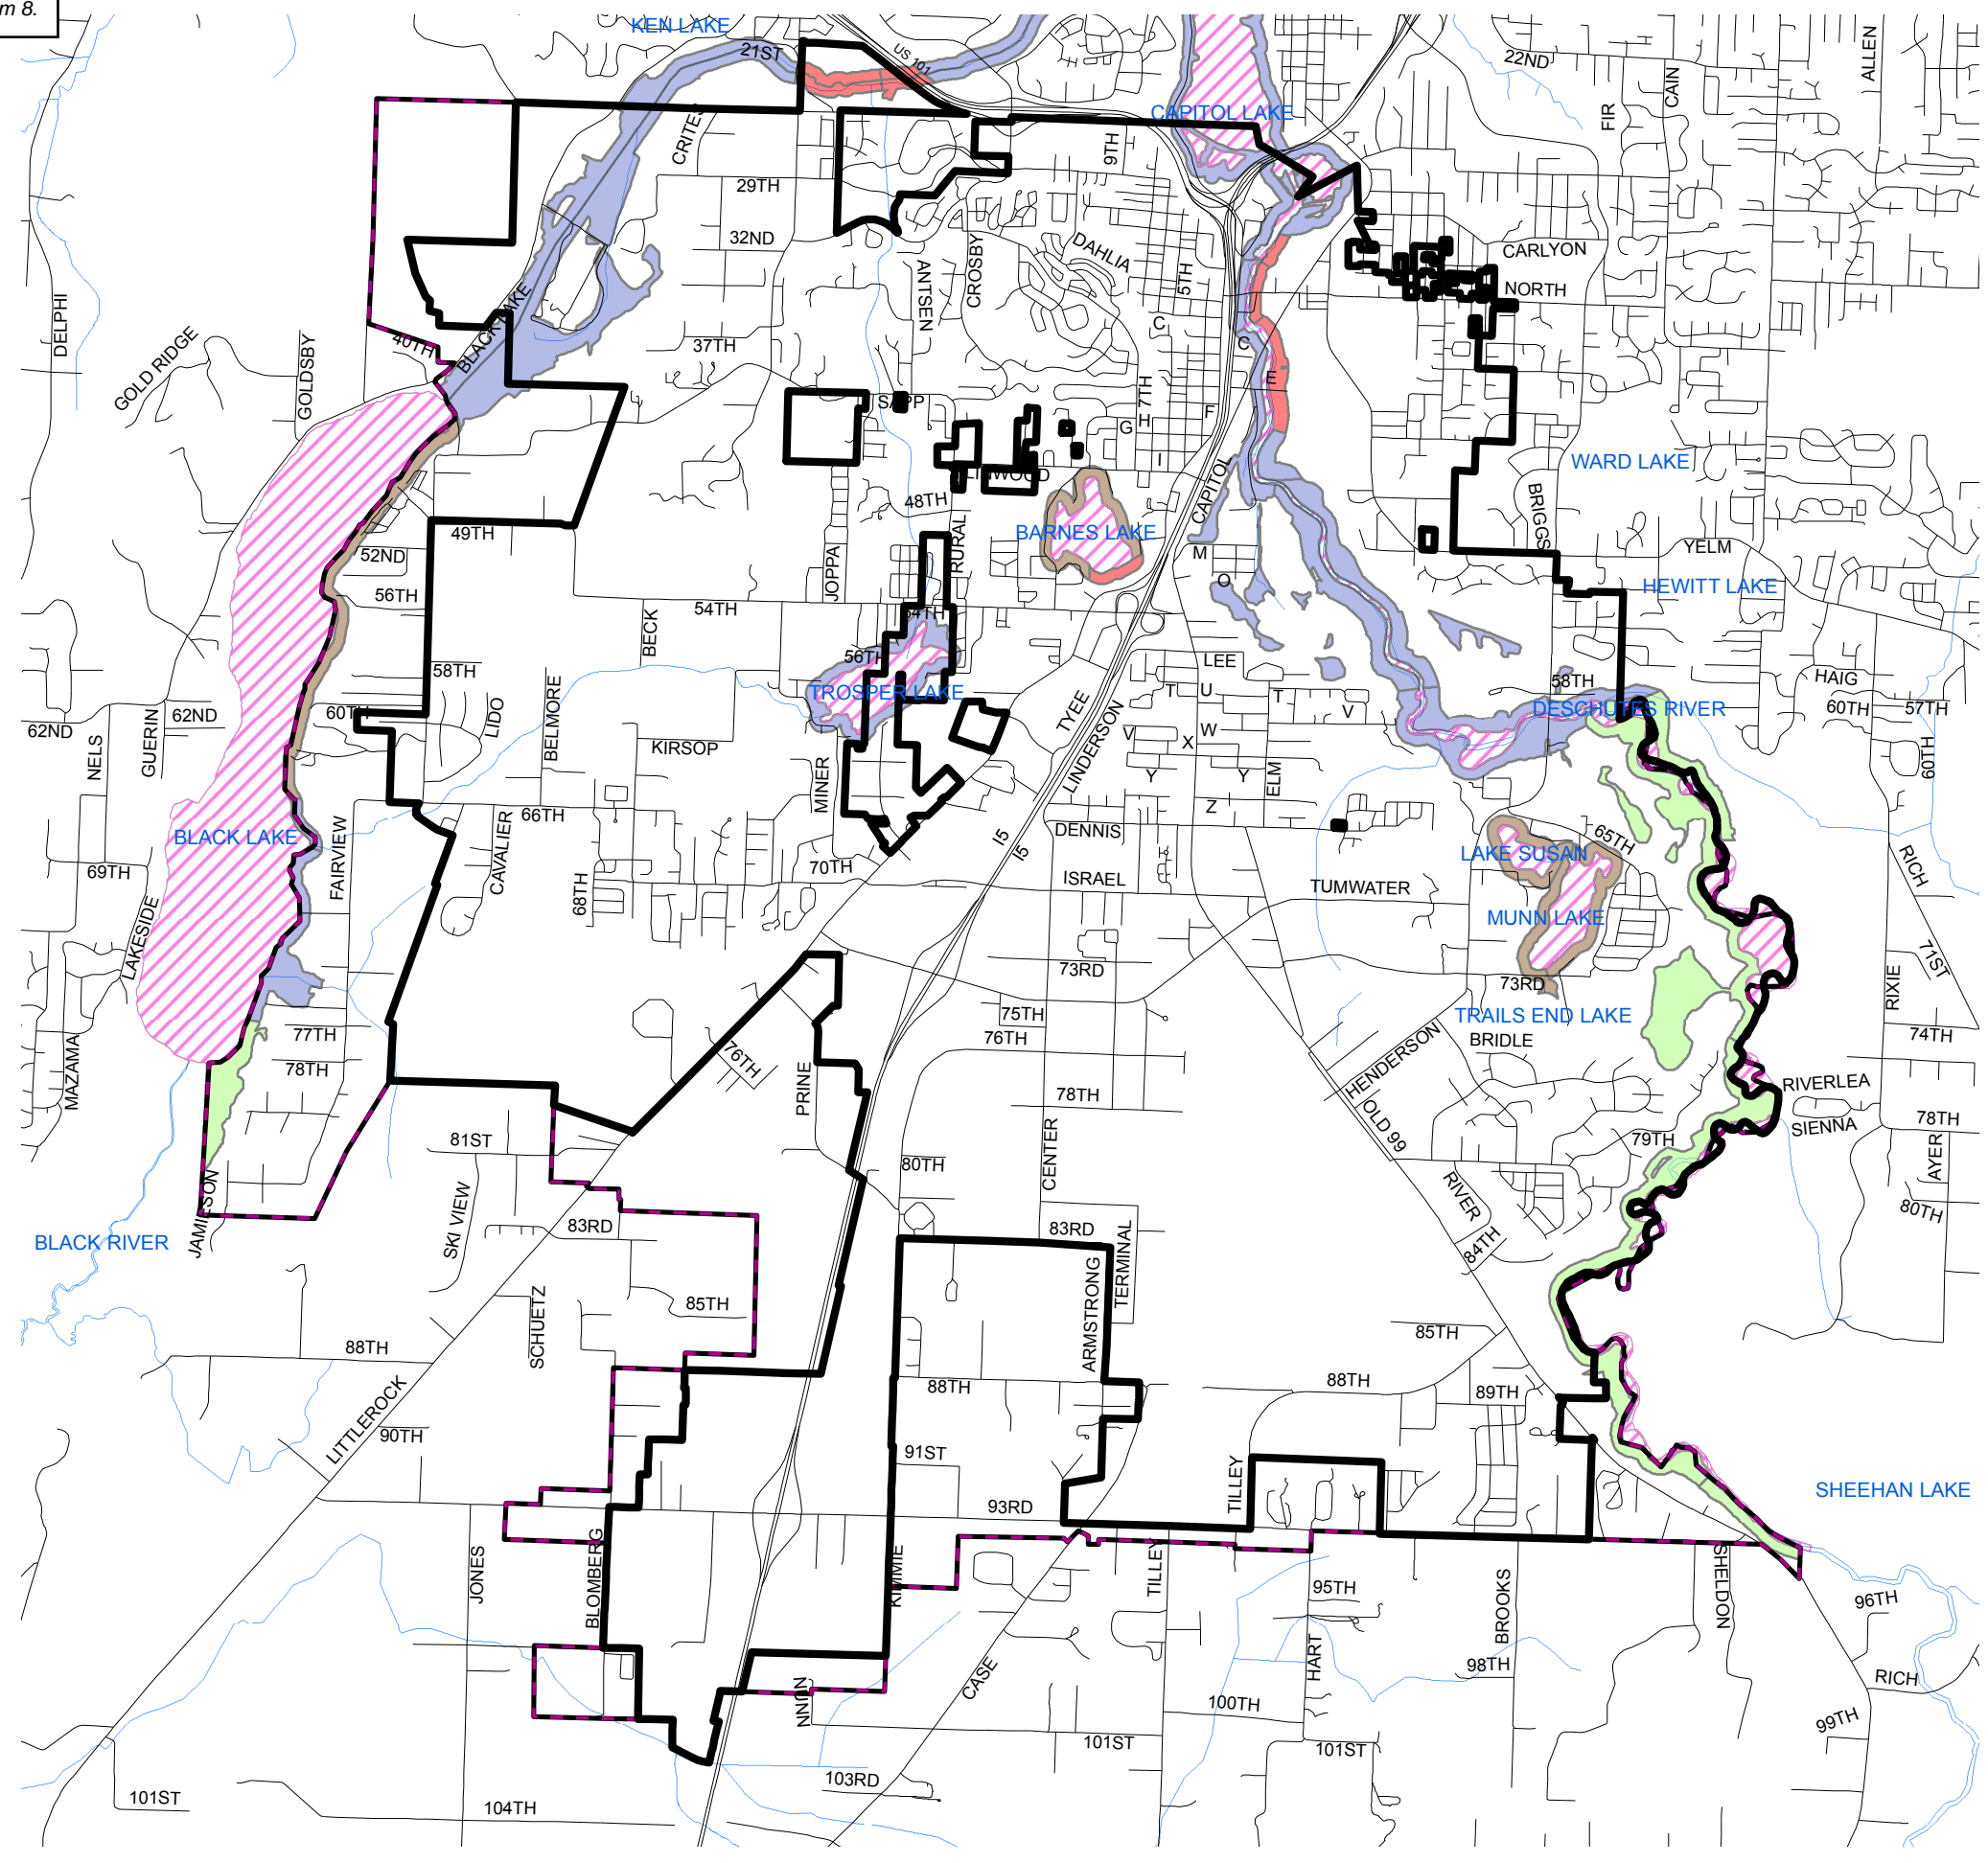 m 8.
KEN LAKE
21ST
US 101
22ND
ALLEN
CAIN
FIR
CAPITOL LAKE
CRITES
9TH
29TH
32ND
DAHLIA
CROSBY
ANTSEN
5TH
CARLYON
NORTH
DELPHI
BLACK LAKE
40TH
37TH
GOLD RIDGE
GOLDSBY
C
C
E
SAPP
7TH
H
F
G
I
LINWOOD
CAPITOL
WARD LAKE
BRIGGS
48TH
49TH
BARNES LAKE
RURAL
52ND
JOPPA
M
O
YELM
HEWITT LAKE
56TH
54TH
54TH
BECK
56TH
58TH
LEE
58TH
HAIG
TROSPER LAKE
T
U
T
V
DESCHUTES RIVER
60TH
57TH
62ND
62ND
60TH
LIDO
BELMORE
KIRSOP
TYEE
LINDERSON
V
W
X
Y
Y
Z
ELM
60TH
NELS
GUERIN
MINER
66TH
BLACK LAKE
FAIRVIEW
CAVALIER
I5
I5
DENNIS
65TH
LAKE SUSAN
RICH
69TH
70TH
68TH
ISRAEL
TUMWATER
MUNN LAKE
LAKESIDE
73RD
73RD
71ST
RIXIE
75TH
TRAILS END LAKE
77TH
76TH
76TH
HENDERSON
BRIDLE
74TH
78TH
MAZAMA
PRINE
78TH
OLD 99
RIVERLEA
SIENNA
78TH
81ST
CENTER
79TH
80TH
AYER
80TH
JAMIESON
SKI VIEW
83RD
83RD
RIVER
84TH
BLACK RIVER
TERMINAL
ARMSTRONG
85TH
85TH
SCHUETZ
88TH
88TH
88TH
89TH
LITTLEROCK
90TH
91ST
TILLEY
SHEEHAN LAKE
93RD
JONES
BLOMBERG
KIMMIE
TILLEY
95TH
BROOKS
SHELDON
96TH
HART
98TH
CASE
RICH
NUNN
100TH
99TH
101ST
101ST
103RD
101ST
104TH